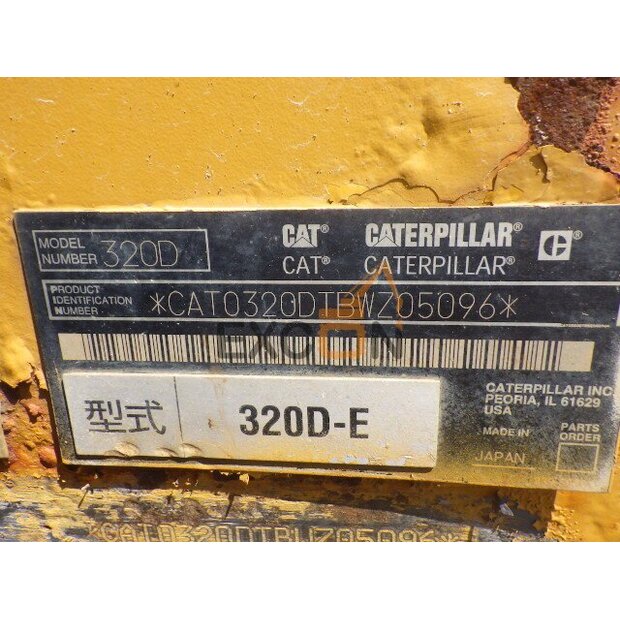 MODEL NUMBER 320D
CAT® CATERPILLAR® C
CAT® CATERPILLAR®
PRODUCT IDENTIFICATION NUMBER *CAT0320DTBWZ05096*
EXCON
型式 320D-E
CATERPILLAR INC.
PEORIA, IL 61629
USA
MADE IN
JAPAN
PARTS ORDER
*CAT0320DTBWZ05096*